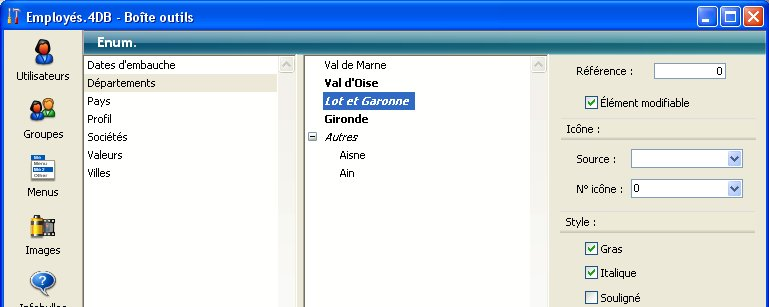 Employés.4DB - Boîte outils
Enum.
Utilisateurs
Groupes
Menus
Images
Dates d'embauche
Départements
Pays
Profil
Sociétés
Valeurs
Villes
Val de Marne
Val d'Oise
Lot et Garonne
Gironde
Autres
Aisne
Ain
Référence : 0
Élément modifiable
Icône :
Source :
N° icône : 0
Style :
Gras
Italique
Souligné